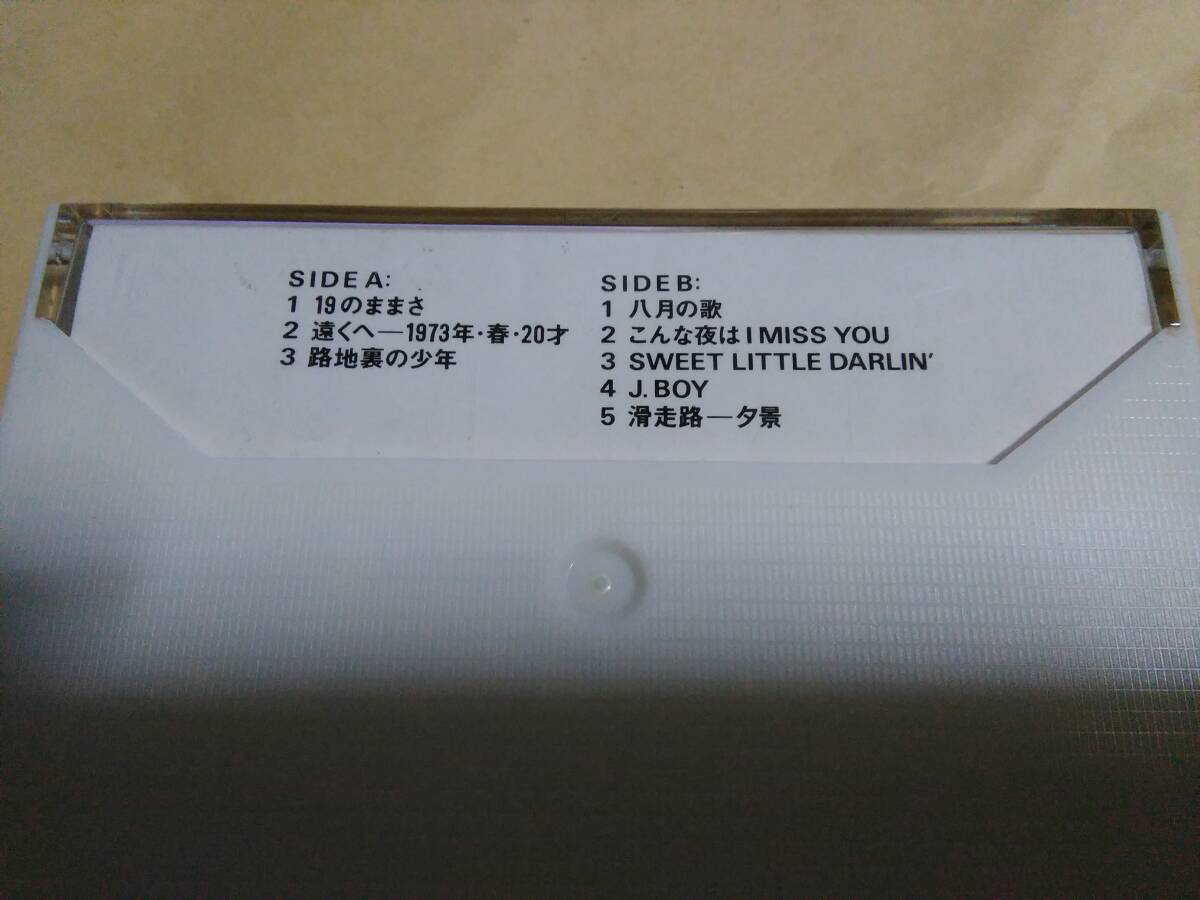 SIDE A:
1 19のままさ
2 遠くへ—1973年・春・20才
3 路地裏の少年
SIDE B:
1 八月の歌
2 こんな夜は I MISS YOU
3 SWEET LITTLE DARLIN'
4 J. BOY
5 滑走路—夕景